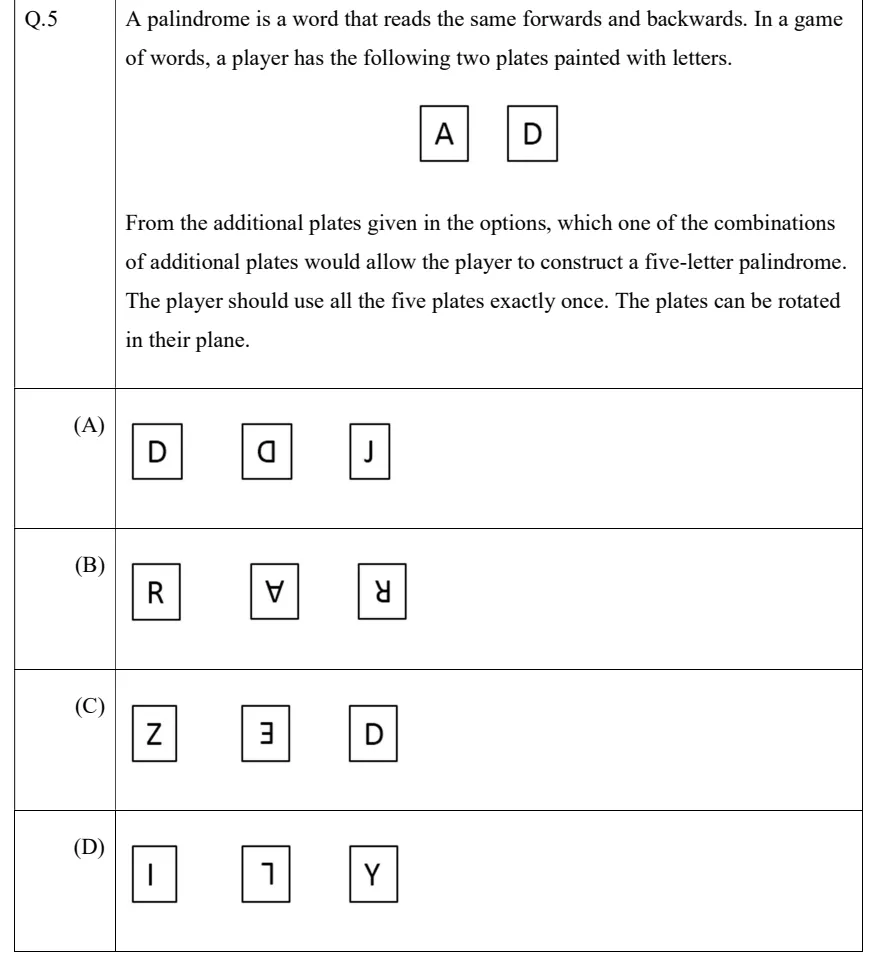 Q.5
A palindrome is a word that reads the same forwards and backwards. In a game
of words, a player has the following two plates painted with letters.
A D
From the additional plates given in the options, which one of the combinations
of additional plates would allow the player to construct a five-letter palindrome.
The player should use all the five plates exactly once. The plates can be rotated
in their plane.
(A) D D J
(B) R A R
(C) Z E D
(D) I L Y